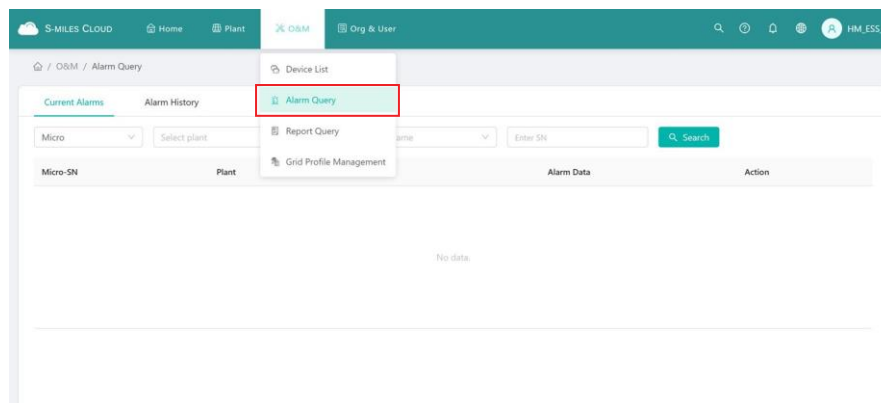 S-MILES CLOUD Home Plant O&M Org & User HM_ESS
/ O&M / Alarm Query
Device List
Current Alarms Alarm History
Alarm Query
Report Query
Micro Select plant Enter SN Search
Grid Profile Management
Micro-SN Plant Alarm Data Action
No data.